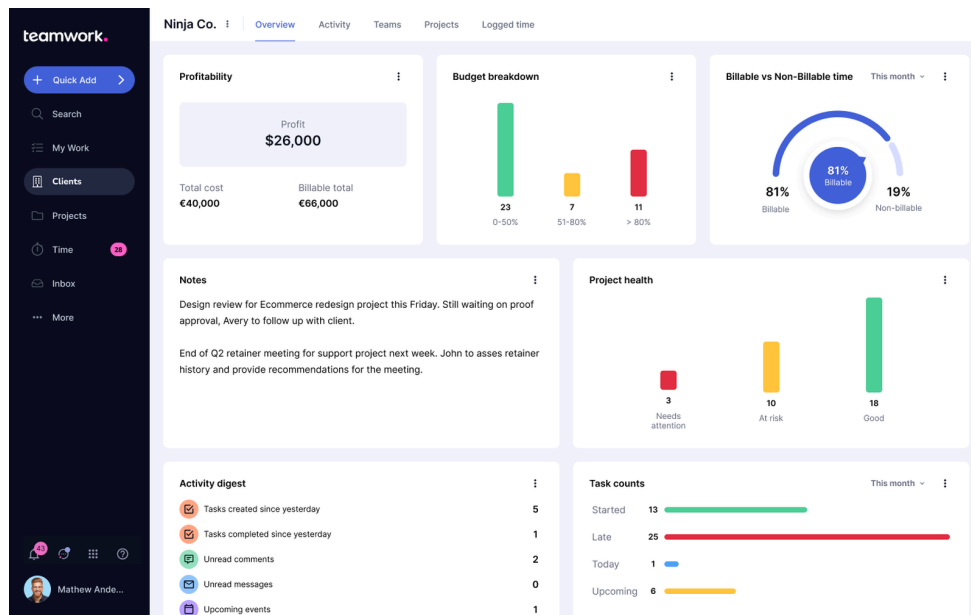 teamwork.
Quick Add
Search
My Work
Clients
Projects
Time 28
Inbox
More
43
Mathew Ande...
Ninja Co. Overview Activity Teams Projects Logged time
Profitability
Profit
$26,000
Total cost Billable total
€40,000 €66,000
Budget breakdown
23 7 11
0-50% 51-80% > 80%
Billable vs Non-Billable time This month
81%
Billable
81% 19%
Billable Non-billable
Notes
Design review for Ecommerce redesign project this Friday. Still waiting on proof
approval, Avery to follow up with client.
End of Q2 retainer meeting for support project next week. John to asses retainer
history and provide recommendations for the meeting.
Project health
3 10 18
Needs At risk Good
attention
Activity digest
Tasks created since yesterday 5
Tasks completed since yesterday 1
Unread comments 2
Unread messages 0
Upcoming events 1
Task counts This month
Started 13
Late 25
Today 1
Upcoming 6